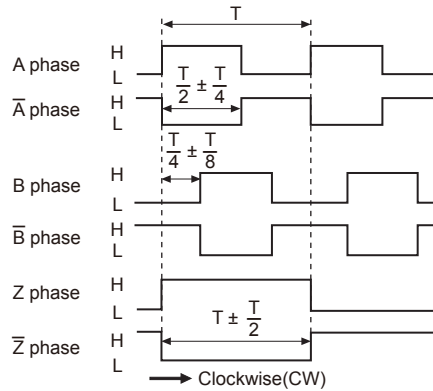 T
A phase H
L
A̅ phase H
L
T/2 ± T/4
T/4 ± T/8
B phase H
L
B̅ phase H
L
Z phase H
L
T ± T/2
Z̅ phase H
L
Clockwise(CW)